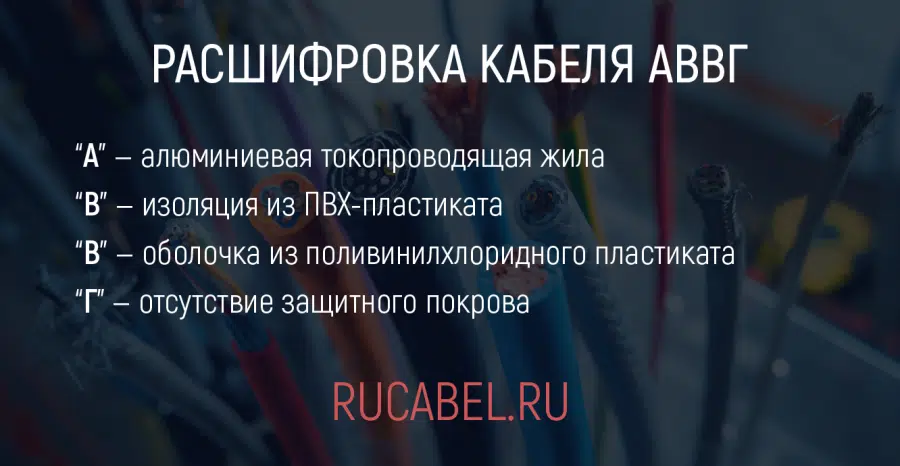 РАСШИФРОВКА КАБЕЛЯ АВВГ
“А” – алюминиевая токопроводящая жила
“В” – изоляция из ПВХ-пластиката
“В” – оболочка из поливинилхлоридного пластиката
“Г” – отсутствие защитного покрова
RUCABEL.RU